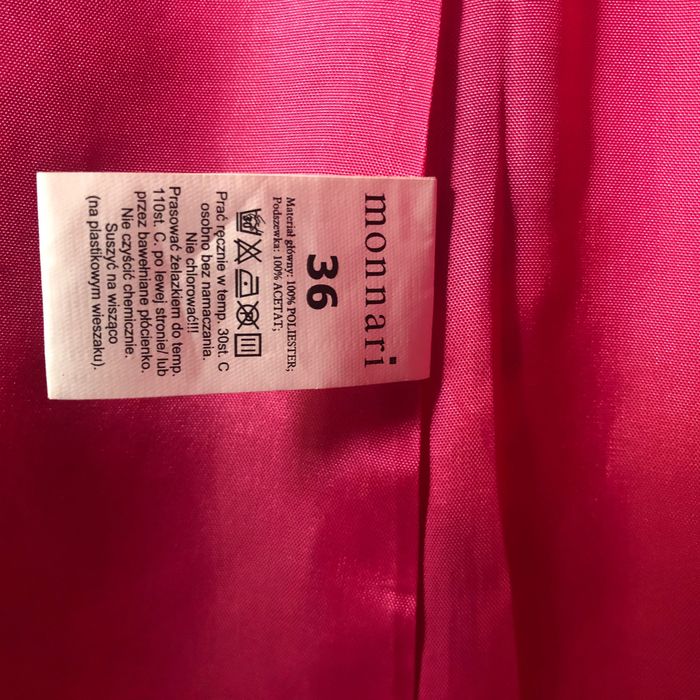 monnari
36
Materiał główny: 100% POLIESTER;
Podszewka: 100% ACETAT;
Prać ręcznie w temp. 30st. C
osobno bez namaczania.
Nie chlorować!!!
Prasować żelazkiem do temp.
110st. C, po lewej stronie/ lub
przez bawełniane płócienko.
Nie czyścić chemicznie.
Suszyć na wisząco
(na plastikowym wieszaku).